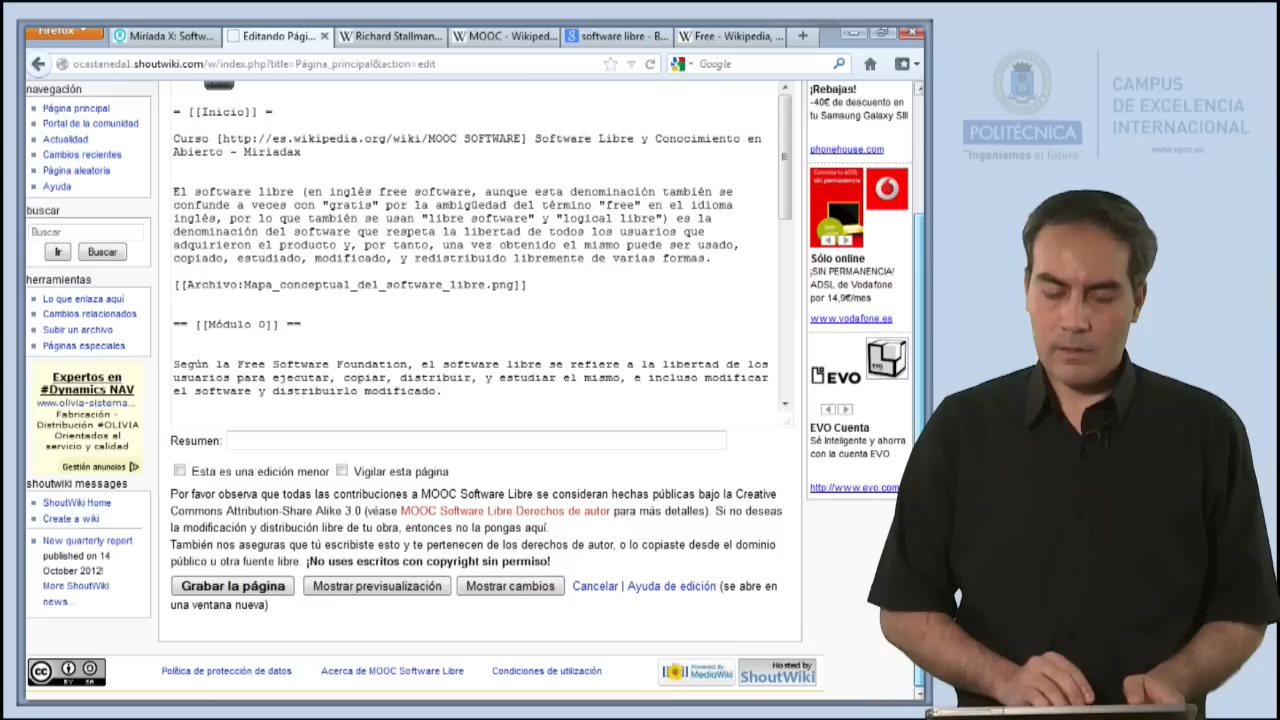 Firefox
Miríada X: Softw...
Editando Pági...
Richard Stallman...
MOOC - Wikiped...
software libre - B...
Free - Wikipedia, ...
ocastaneda1.shoutwiki.com/w/index.php?title=Página_principal&action=edit
Google
navegación
Página principal
Portal de la comunidad
Actualidad
Cambios recientes
Página aleatoria
Ayuda
buscar
Buscar
Ir
Buscar
herramientas
Lo que enlaza aquí
Cambios relacionados
Subir un archivo
Páginas especiales
Expertos en
#Dynamics NAV
www.olivia-sistema...
Fabricación -
Distribución #OLIVIA
Orientados al
servicio y calidad
Gestión anuncios
shoutwiki messages
ShoutWiki Home
Create a wiki
New quarterly report
published on 14
October 2012!
More ShoutWiki
news...
= [[Inicio]] =
Curso [http://es.wikipedia.org/wiki/MOOC SOFTWARE] Software Libre y Conocimiento en
Abierto - Miriadax
El software libre (en inglés free software, aunque esta denominación también se
confunde a veces con "gratis" por la ambigüedad del término "free" en el idioma
inglés, por lo que también se usan "libre software" y "logical libre") es la
denominación del software que respeta la libertad de todos los usuarios que
adquirieron el producto y, por tanto, una vez obtenido el mismo puede ser usado,
copiado, estudiado, modificado, y redistribuido libremente de varias formas.
[[Archivo:Mapa_conceptual_del_software_libre.png]]
== [[Módulo 0]] ==
Según la Free Software Foundation, el software libre se refiere a la libertad de los
usuarios para ejecutar, copiar, distribuir, y estudiar el mismo, e incluso modificar
el software y distribuirlo modificado.
Resumen:
Esta es una edición menor
Vigilar esta página
Por favor observa que todas las contribuciones a MOOC Software Libre se consideran hechas públicas bajo la Creative
Commons Attribution-Share Alike 3.0 (véase MOOC Software Libre:Derechos de autor para más detalles). Si no deseas
la modificación y distribución libre de tu obra, entonces no la pongas aquí.
También nos aseguras que tú escribiste esto y te pertenecen de los derechos de autor, o lo copiaste desde el dominio
público u otra fuente libre. ¡No uses escritos con copyright sin permiso!
Grabar la página
Mostrar previsualización
Mostrar cambios
Cancelar | Ayuda de edición (se abre en
una ventana nueva)
cc
BY SA
Política de protección de datos
Acerca de MOOC Software Libre
Condiciones de utilización
Powered By
MediaWiki
Hosted by
ShoutWiki
¡Rebajas!
-40€ de descuento en
tu Samsung Galaxy SIII
phonehouse.com
Sólo online
¡SIN PERMANENCIA!
ADSL de Vodafone
por 14,9€/mes
www.vodafone.es
EVO
EVO Cuenta
Sé Inteligente y ahorra
con la cuenta EVO
http://www.evo.com
POLITÉCNICA
"Ingeniamos el futuro"
CAMPUS
DE EXCELENCIA
INTERNACIONAL
www.upm.es